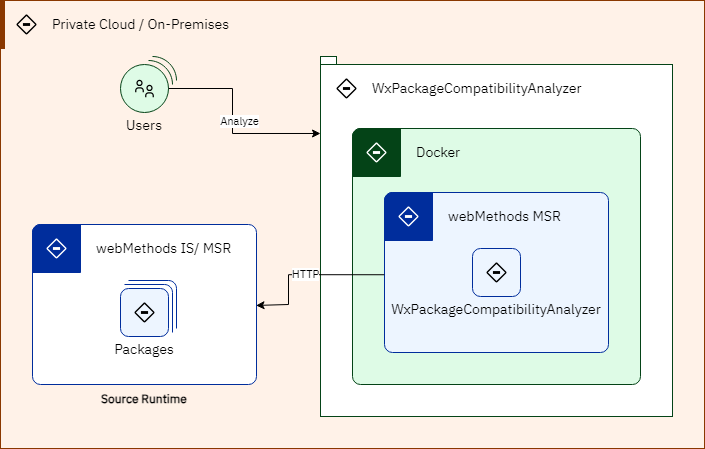 Private Cloud / On-Premises
WxPackageCompatibilityAnalyzer
Users
Analyze
Docker
webMethods MSR
webMethods IS/ MSR
HTTP
WxPackageCompatibilityAnalyzer
Packages
Source Runtime